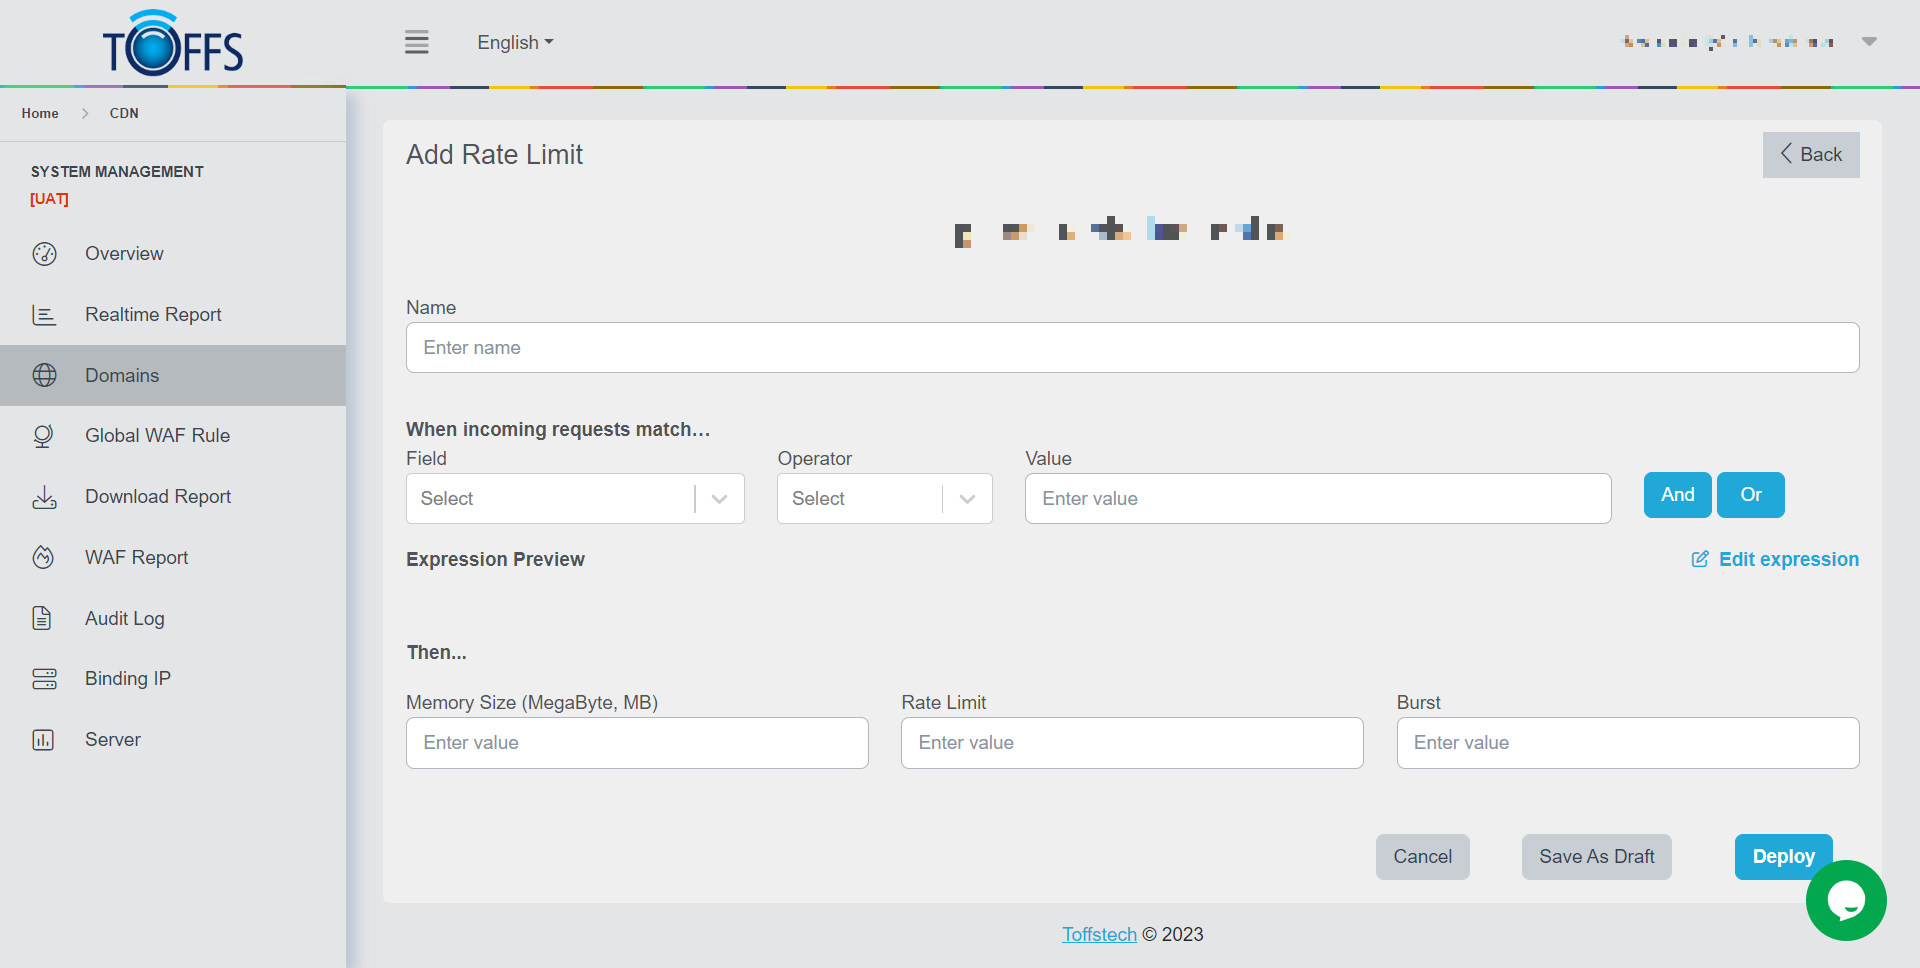 TOFFS
English
Home > CDN
SYSTEM MANAGEMENT
[UAT]
Overview
Realtime Report
Domains
Global WAF Rule
Download Report
WAF Report
Audit Log
Binding IP
Server
Add Rate Limit
Back
Name
Enter name
When incoming requests match...
Field Operator Value
Select Select Enter value And Or
Expression Preview Edit expression
Then...
Memory Size (MegaByte, MB) Rate Limit Burst
Enter value Enter value Enter value
Cancel Save As Draft Deploy
Toffstech © 2023